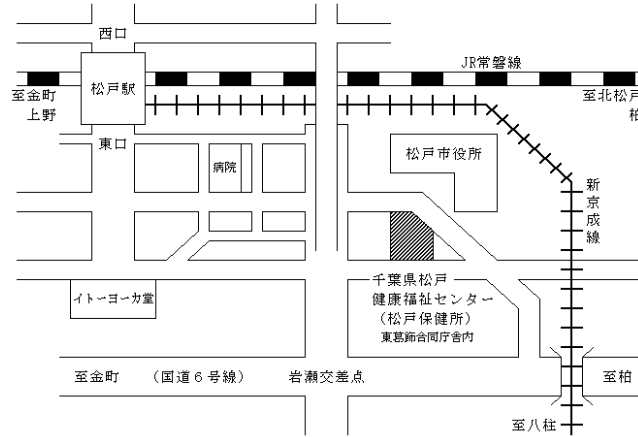 西口
JR常磐線
至金町
上野
松戸駅
至北松戸
柏
東口
病院
松戸市役所
新京成線
イトーヨーカ堂
千葉県松戸
健康福祉センター
(松戸保健所)
東葛飾合同庁舎内
至金町
(国道6号線)
岩瀬交差点
至柏
至八柱